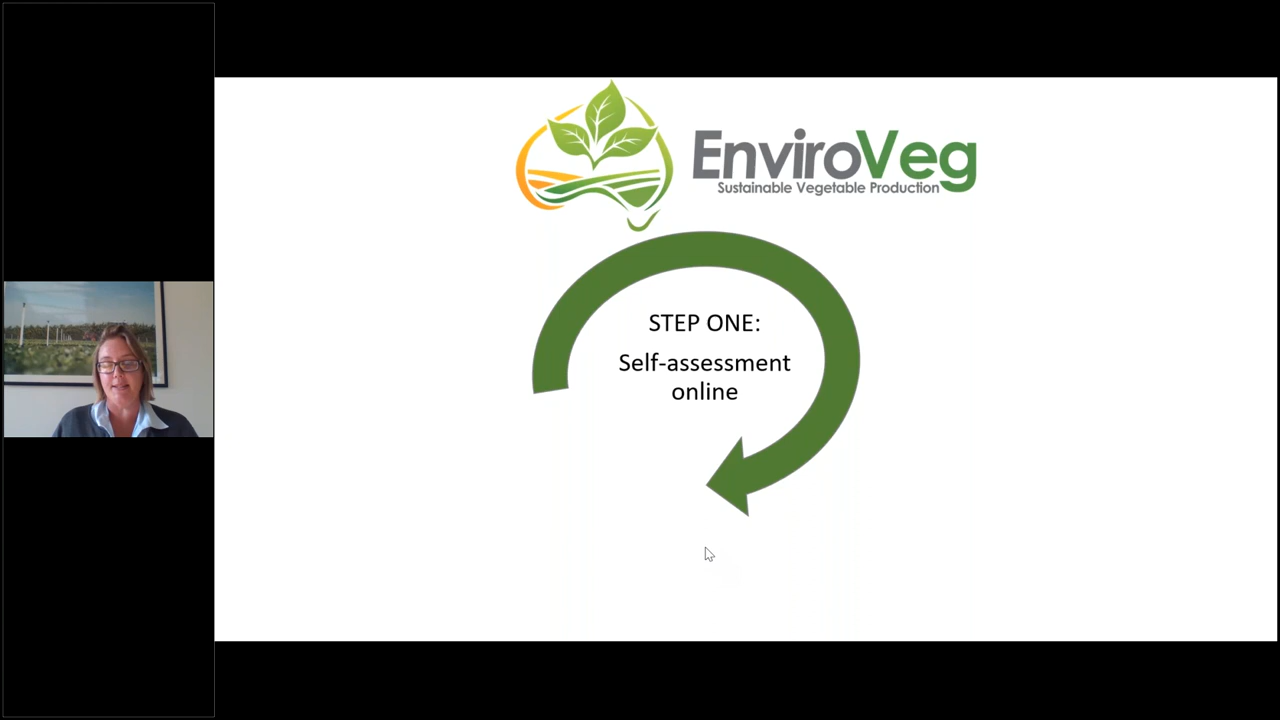 EnviroVeg
Sustainable Vegetable Production
STEP ONE:
Self-assessment
online